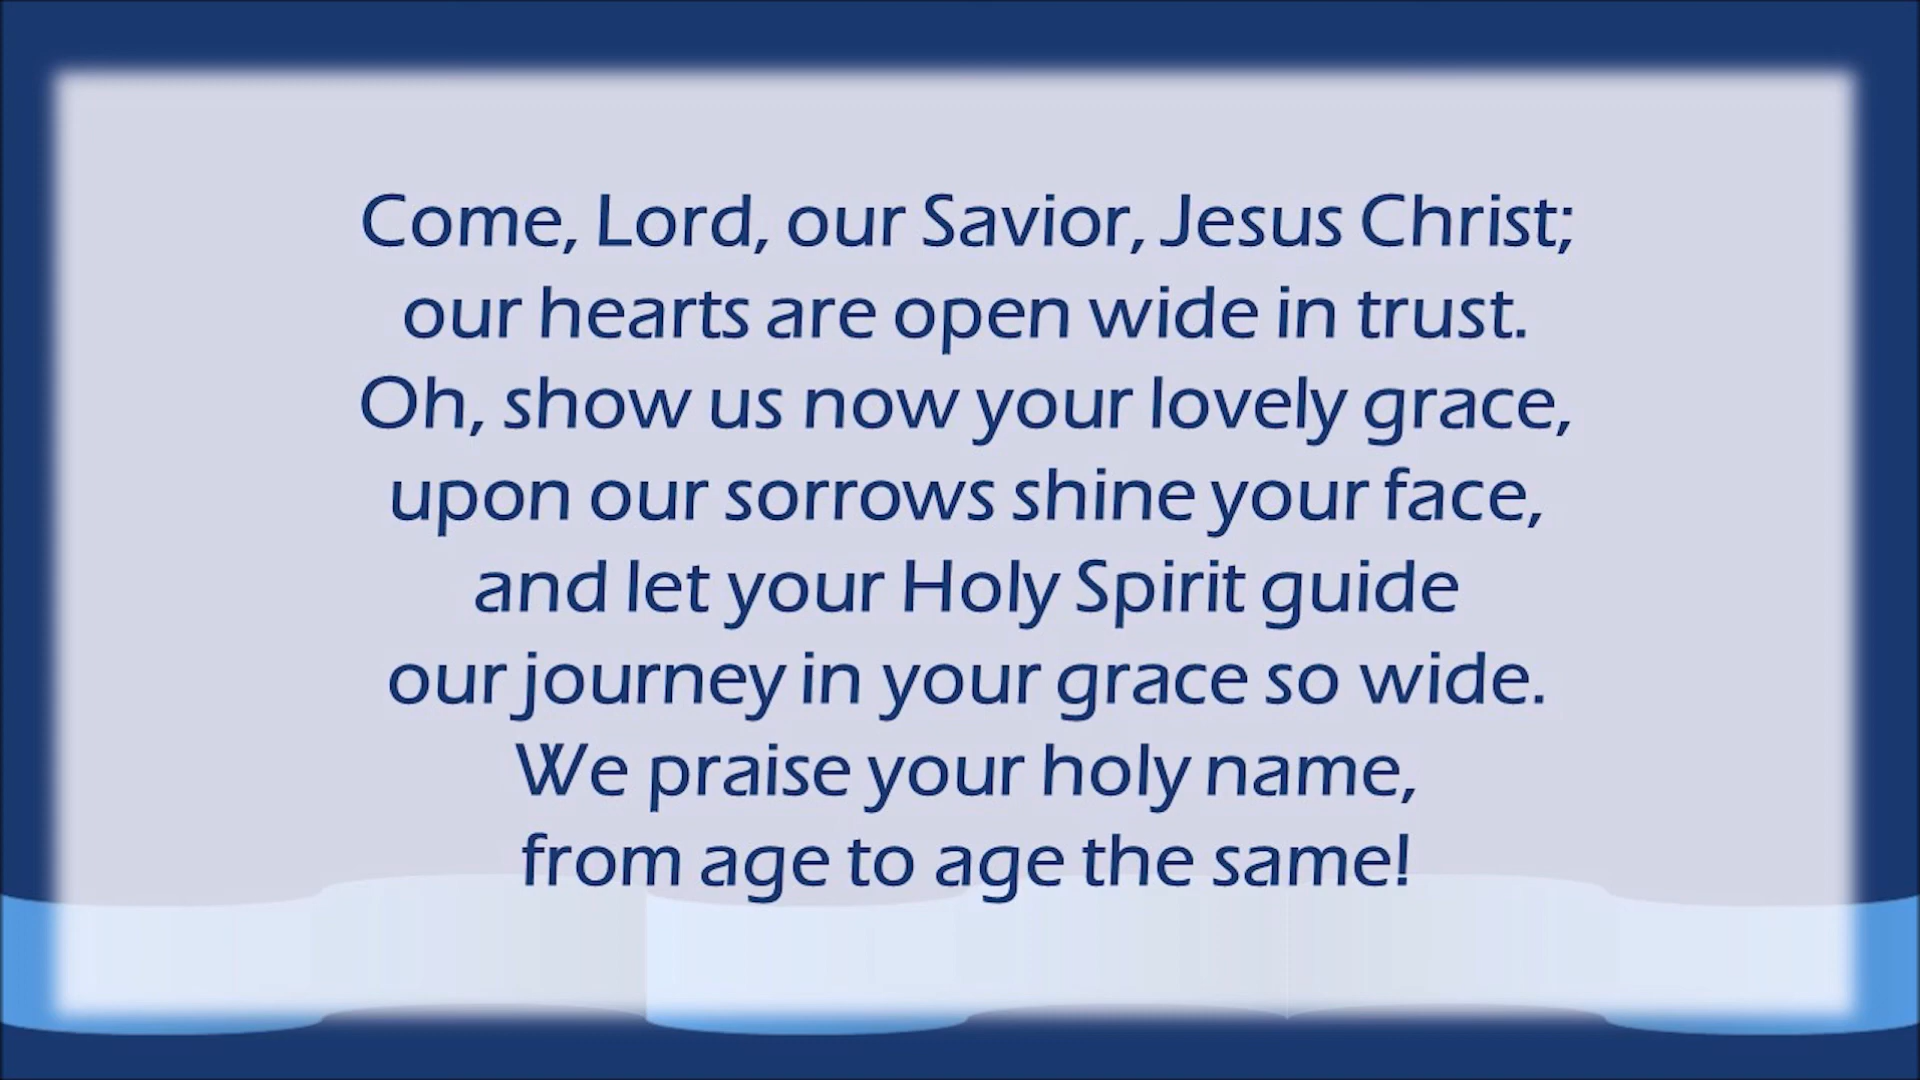 Come, Lord, our Savior, Jesus Christ;
our hearts are open wide in trust.
Oh, show us now your lovely grace,
upon our sorrows shine your face,
and let your Holy Spirit guide
our journey in your grace so wide.
We praise your holy name,
from age to age the same!